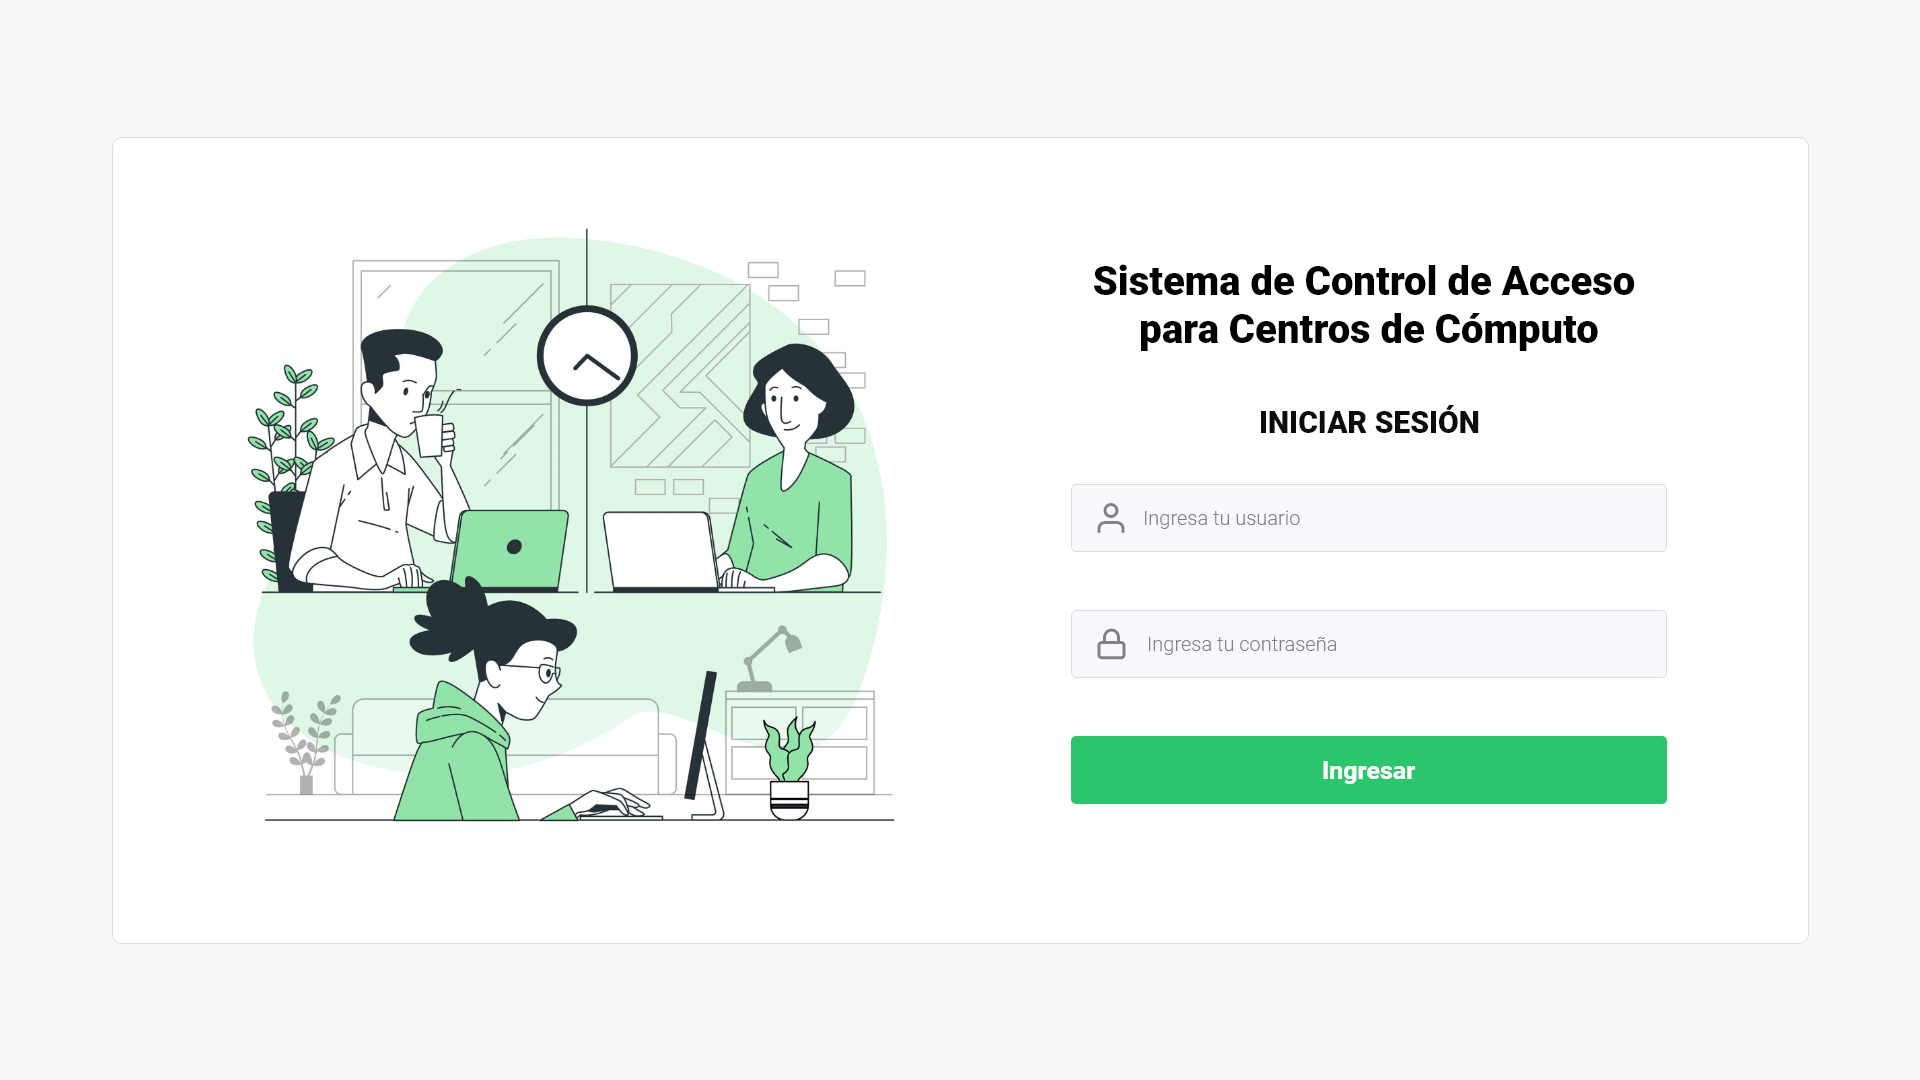 Sistema de Control de Acceso
para Centros de Cómputo
INICIAR SESIÓN
Ingresa tu usuario
Ingresa tu contraseña
Ingresar